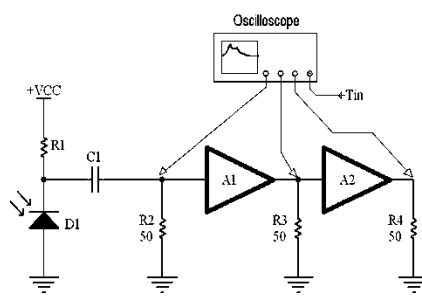 Oscilloscope
+VCC
+Tin
R1
C1
A1
A2
D1
R2
50
R3
50
R4
50